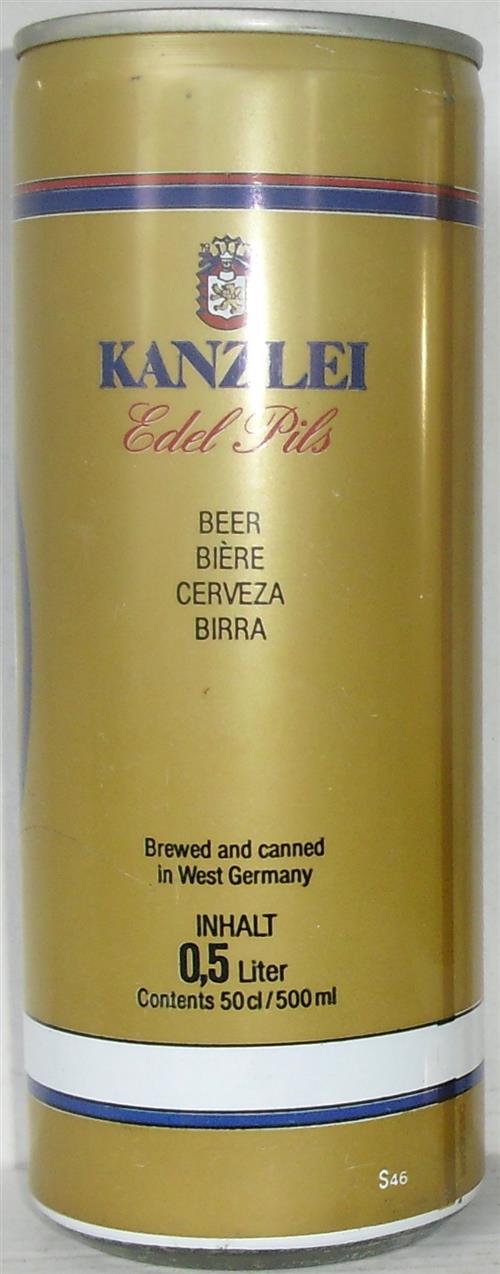 KANZLEI
Edel Pils
BEER
BIÈRE
CERVEZA
BIRRA
Brewed and canned
in West Germany
INHALT
0,5 Liter
Contents 50 cl / 500 ml
S46